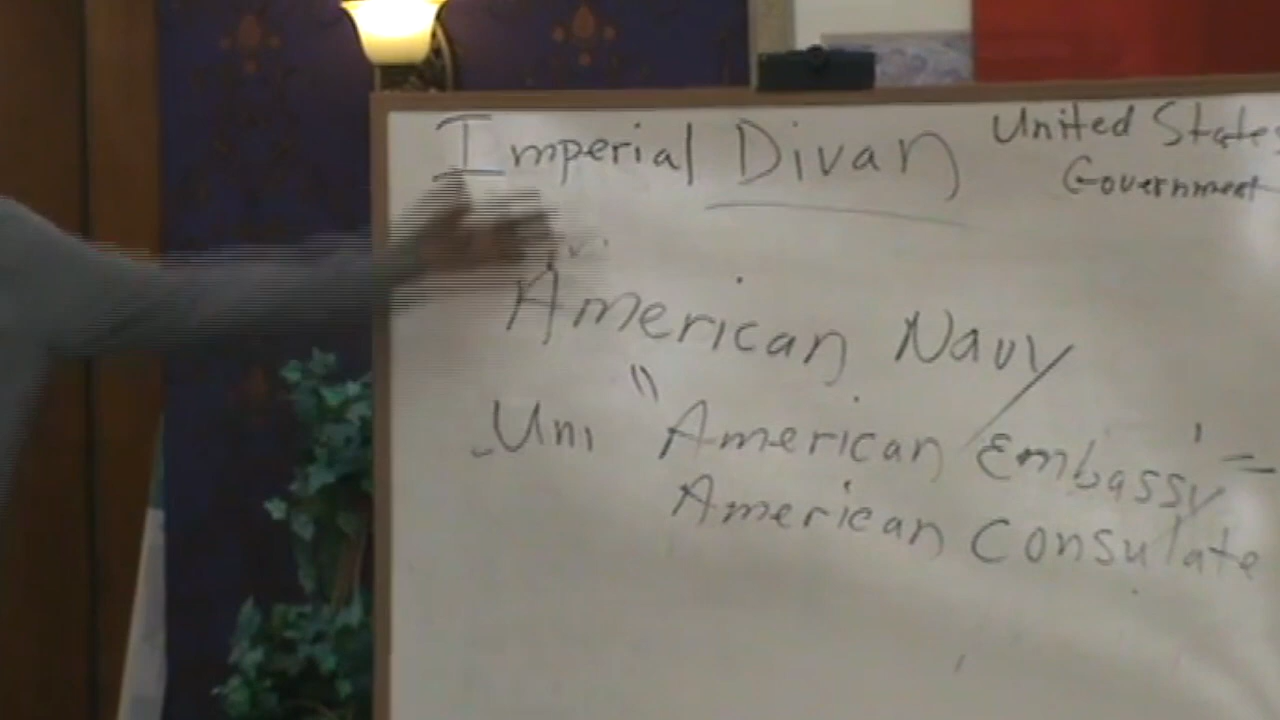 Imperial Divan United States
Government
American Navy
"
Uni "American Embassy' =
American Consulate